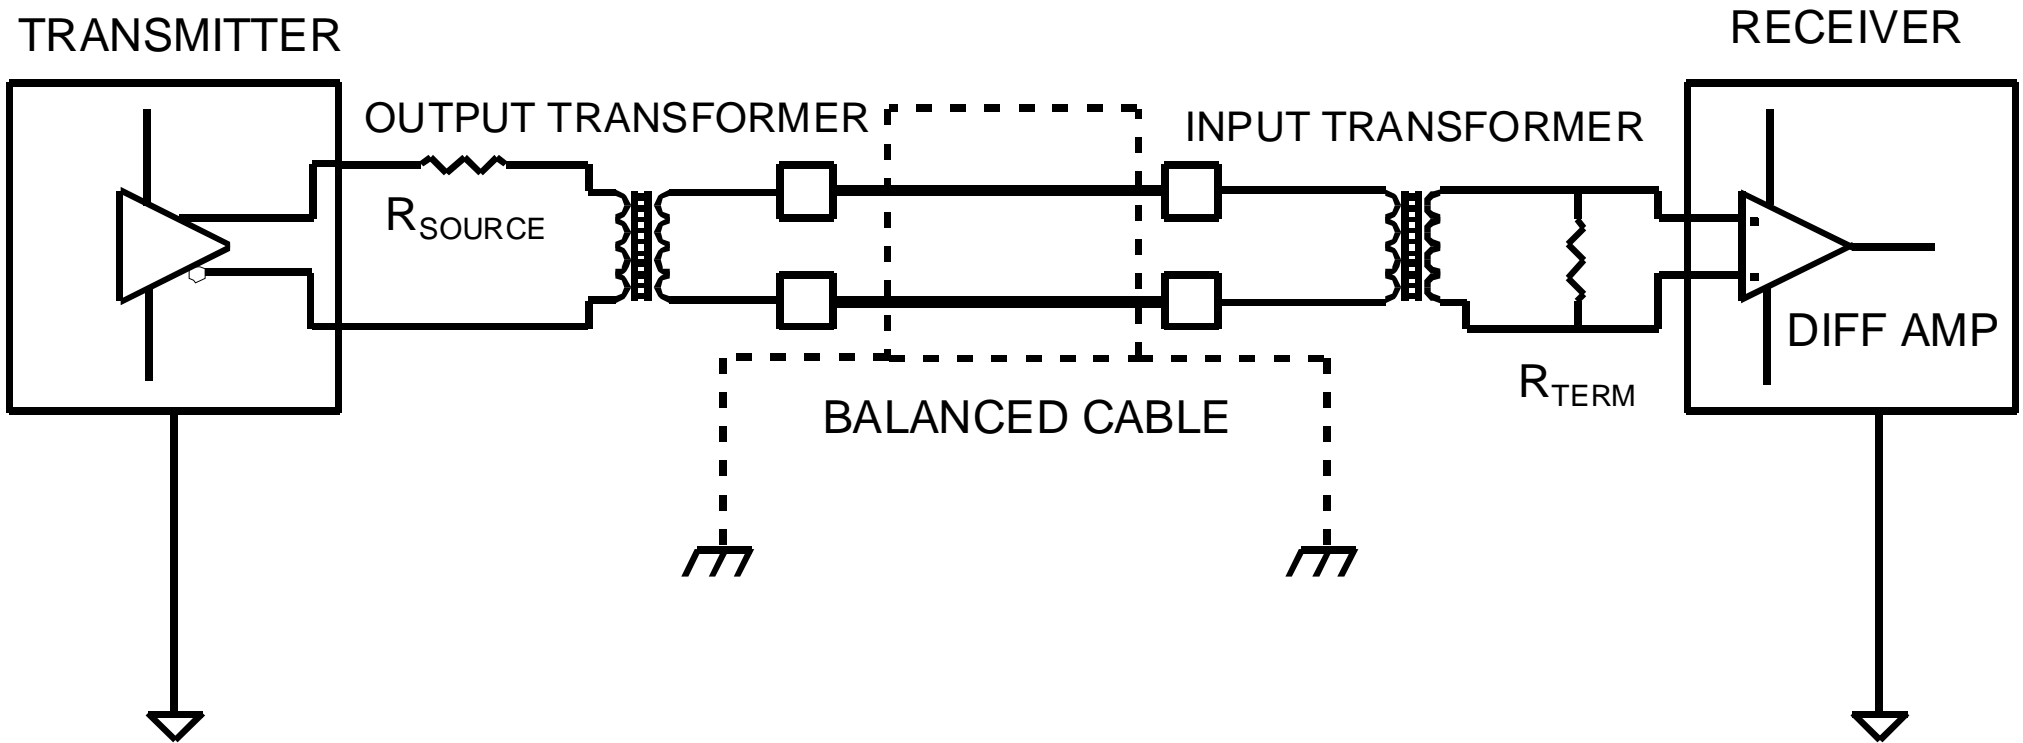 TRANSMITTER
RECEIVER
OUTPUT TRANSFORMER
INPUT TRANSFORMER
RSOURCE
DIFF AMP
RTERM
BALANCED CABLE